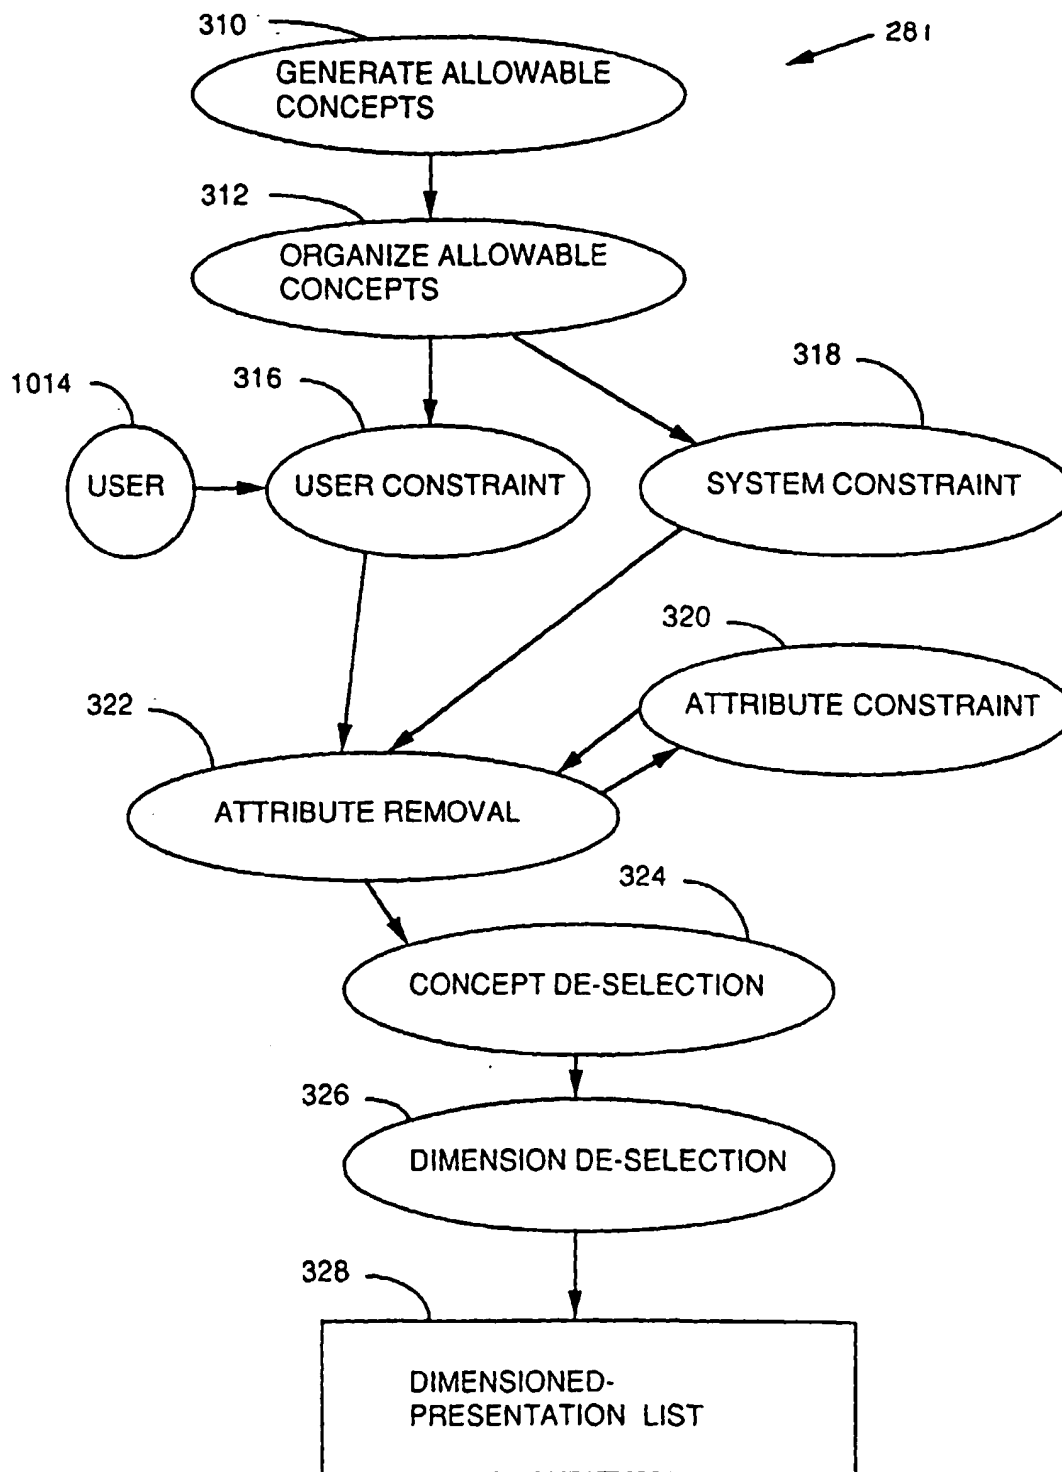 310
281
GENERATE ALLOWABLE
CONCEPTS
312
ORGANIZE ALLOWABLE
CONCEPTS
318
1014
316
USER
USER CONSTRAINT
SYSTEM CONSTRAINT
320
322
ATTRIBUTE CONSTRAINT
ATTRIBUTE REMOVAL
324
CONCEPT DE-SELECTION
326
DIMENSION DE-SELECTION
328
DIMENSIONED-
PRESENTATION LIST